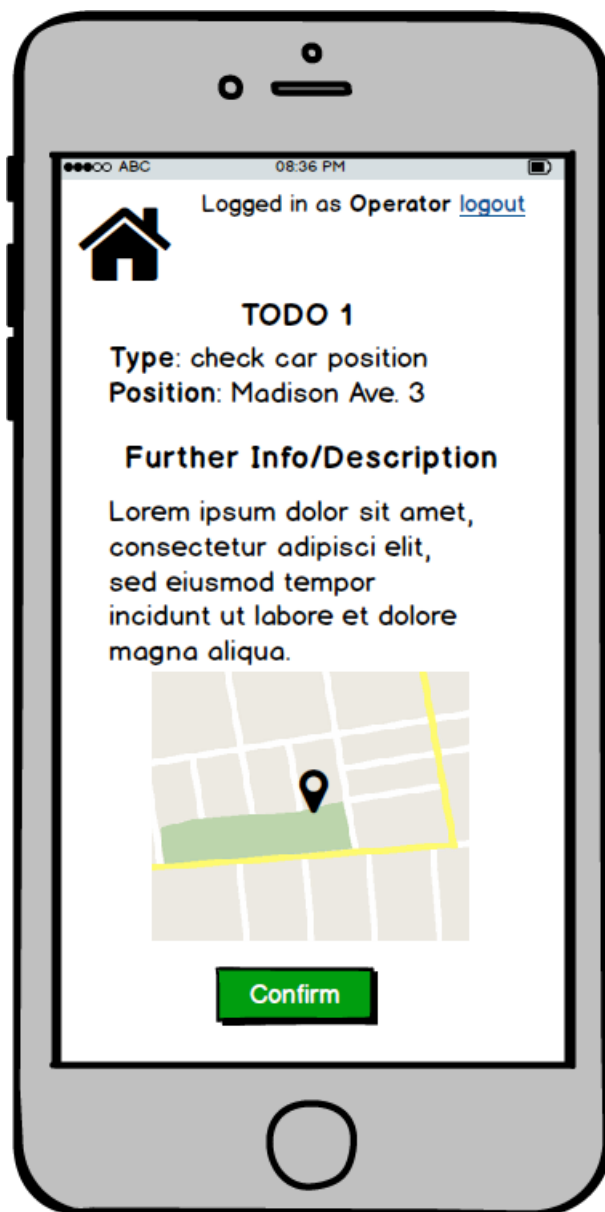 ABC 08:36 PM
Logged in as Operator logout
TODO 1
Type: check car position
Position: Madison Ave. 3
Further Info/Description
Lorem ipsum dolor sit amet,
consectetur adipisci elit,
sed eiusmod tempor
incidunt ut labore et dolore
magna aliqua.
Confirm